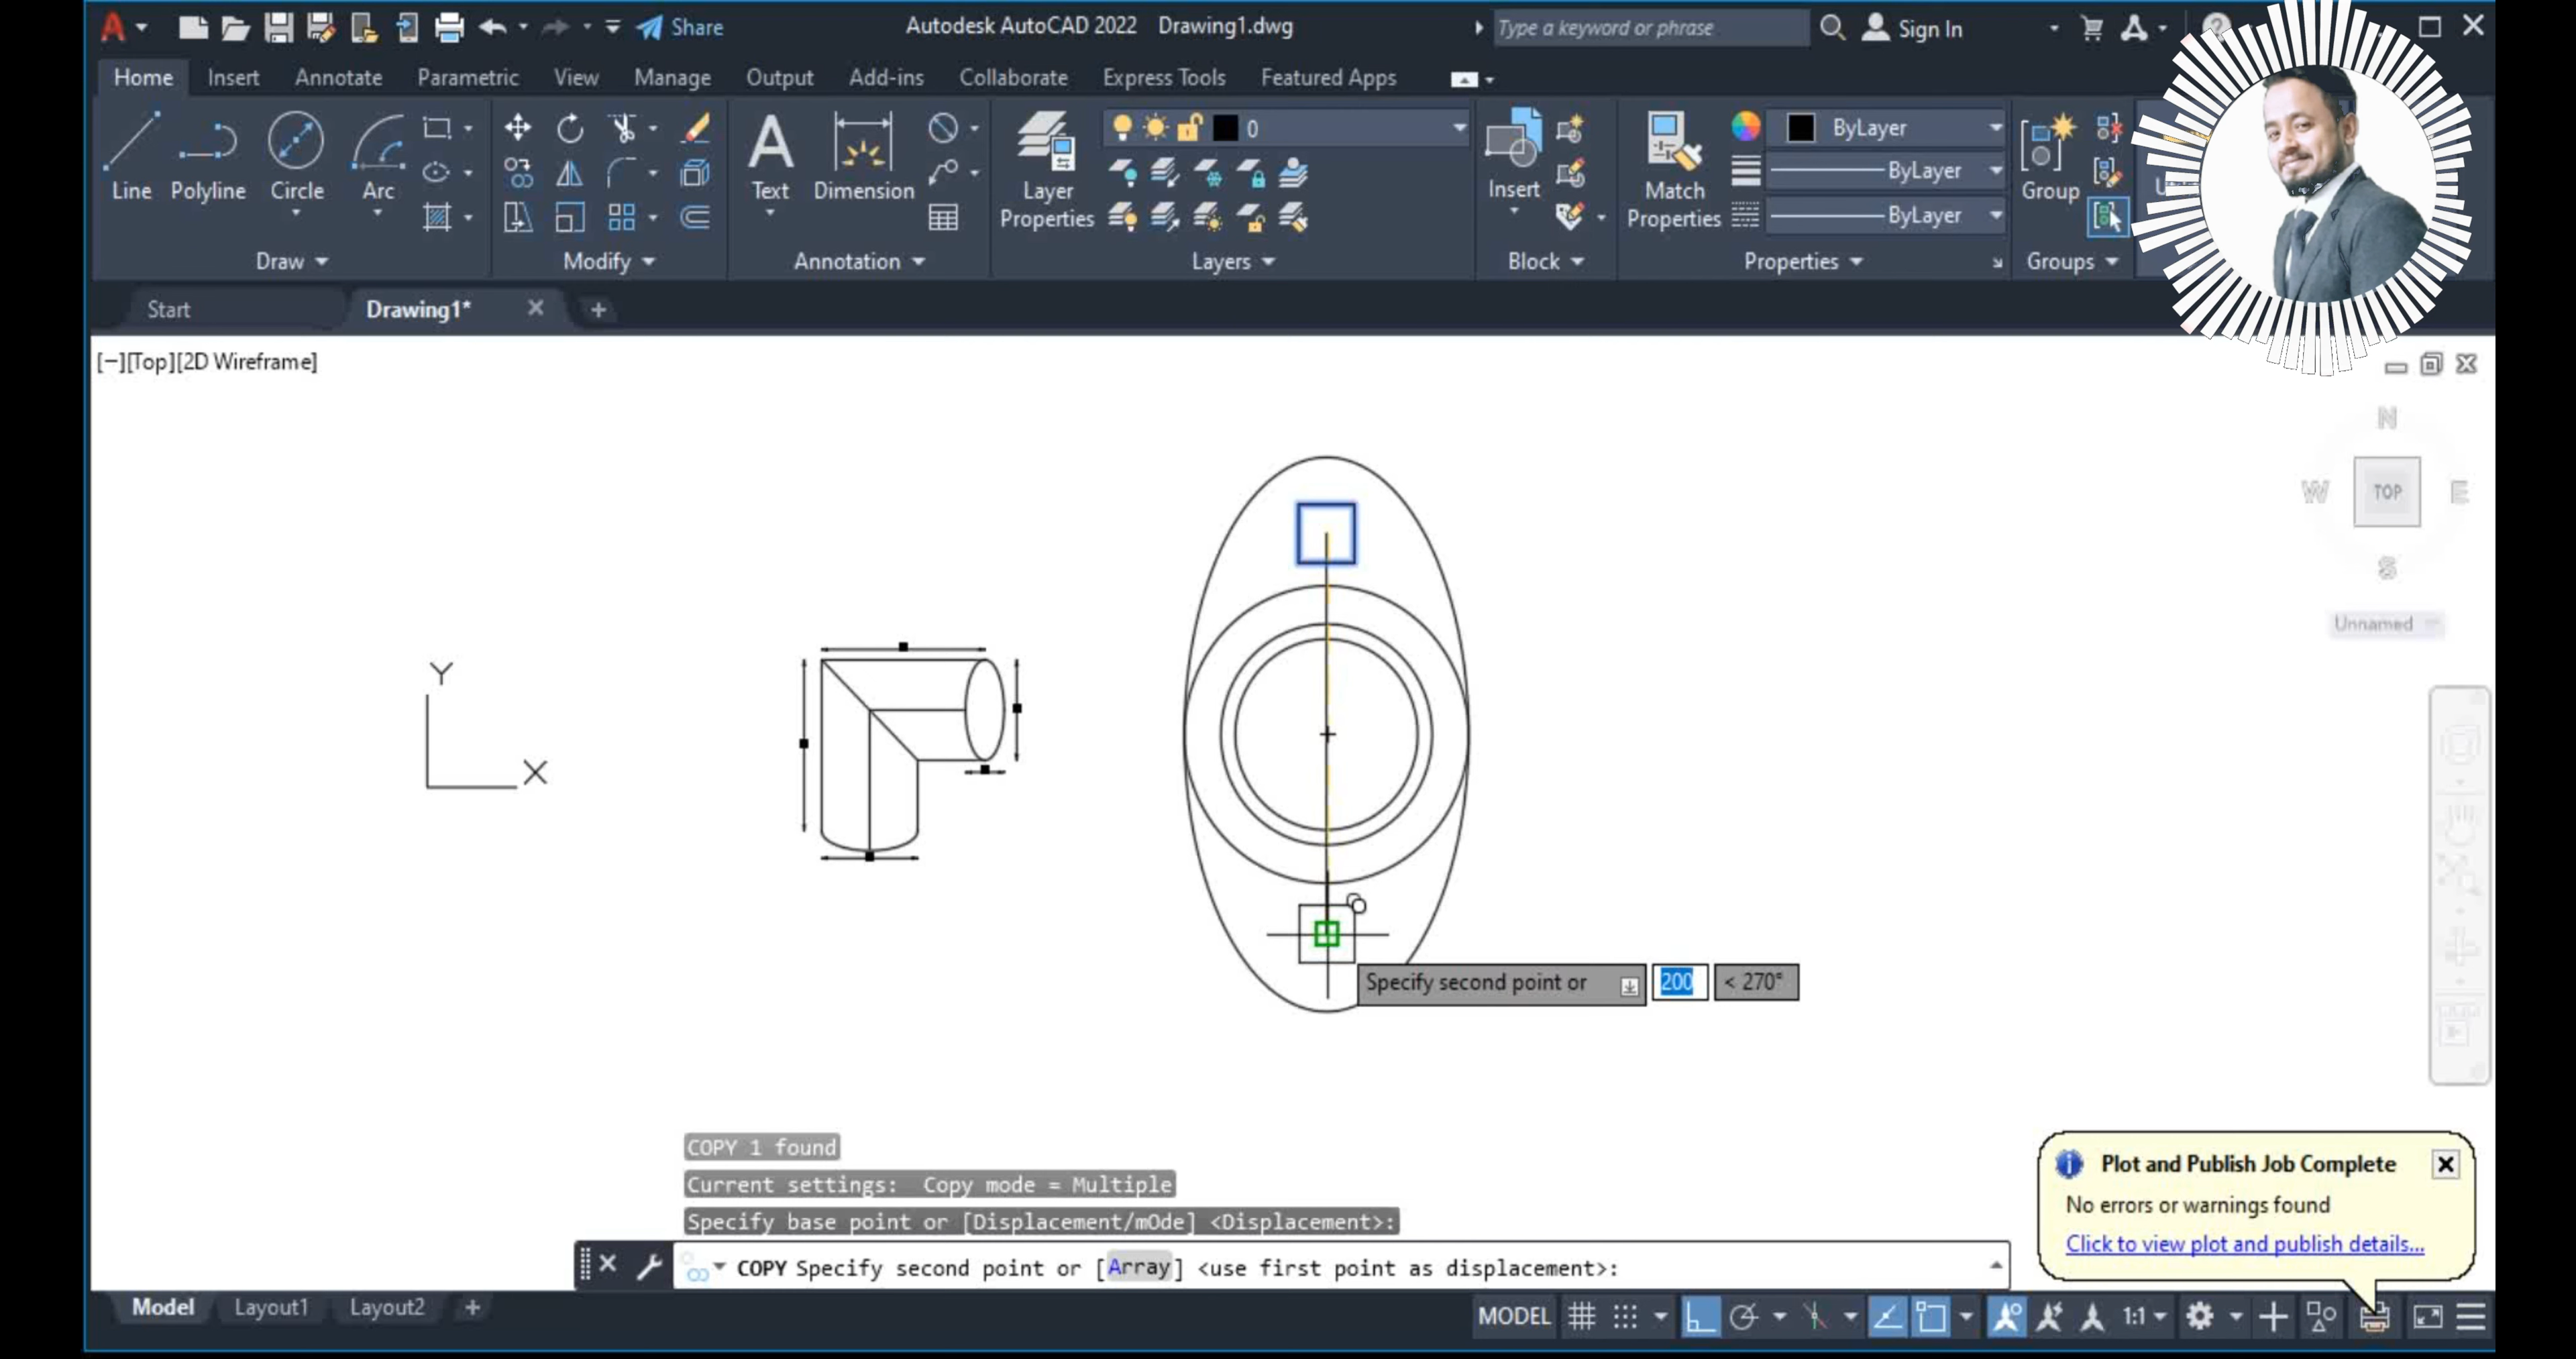 Share
Autodesk AutoCAD 2022 Drawing1.dwg
Type a keyword or phrase
Sign In
Home Insert Annotate Parametric View Manage Output Add-ins Collaborate Express Tools Featured Apps
Line Polyline Circle Arc
Text Dimension
Layer
Properties
0
Insert
Match
Properties
ByLayer
ByLayer
ByLayer
Group
Draw Modify Annotation Layers Block Properties Groups
Start Drawing1*
[−][Top][2D Wireframe]
N
W TOP E
S
Unnamed
Y
X
Specify second point or 200 < 270°
COPY 1 found
Current settings: Copy mode = Multiple
Specify base point or [Displacement/mOde] <Displacement>:
COPY Specify second point or [Array] <use first point as displacement>:
Plot and Publish Job Complete
No errors or warnings found
Click to view plot and publish details...
Model Layout1 Layout2
MODEL 1:1